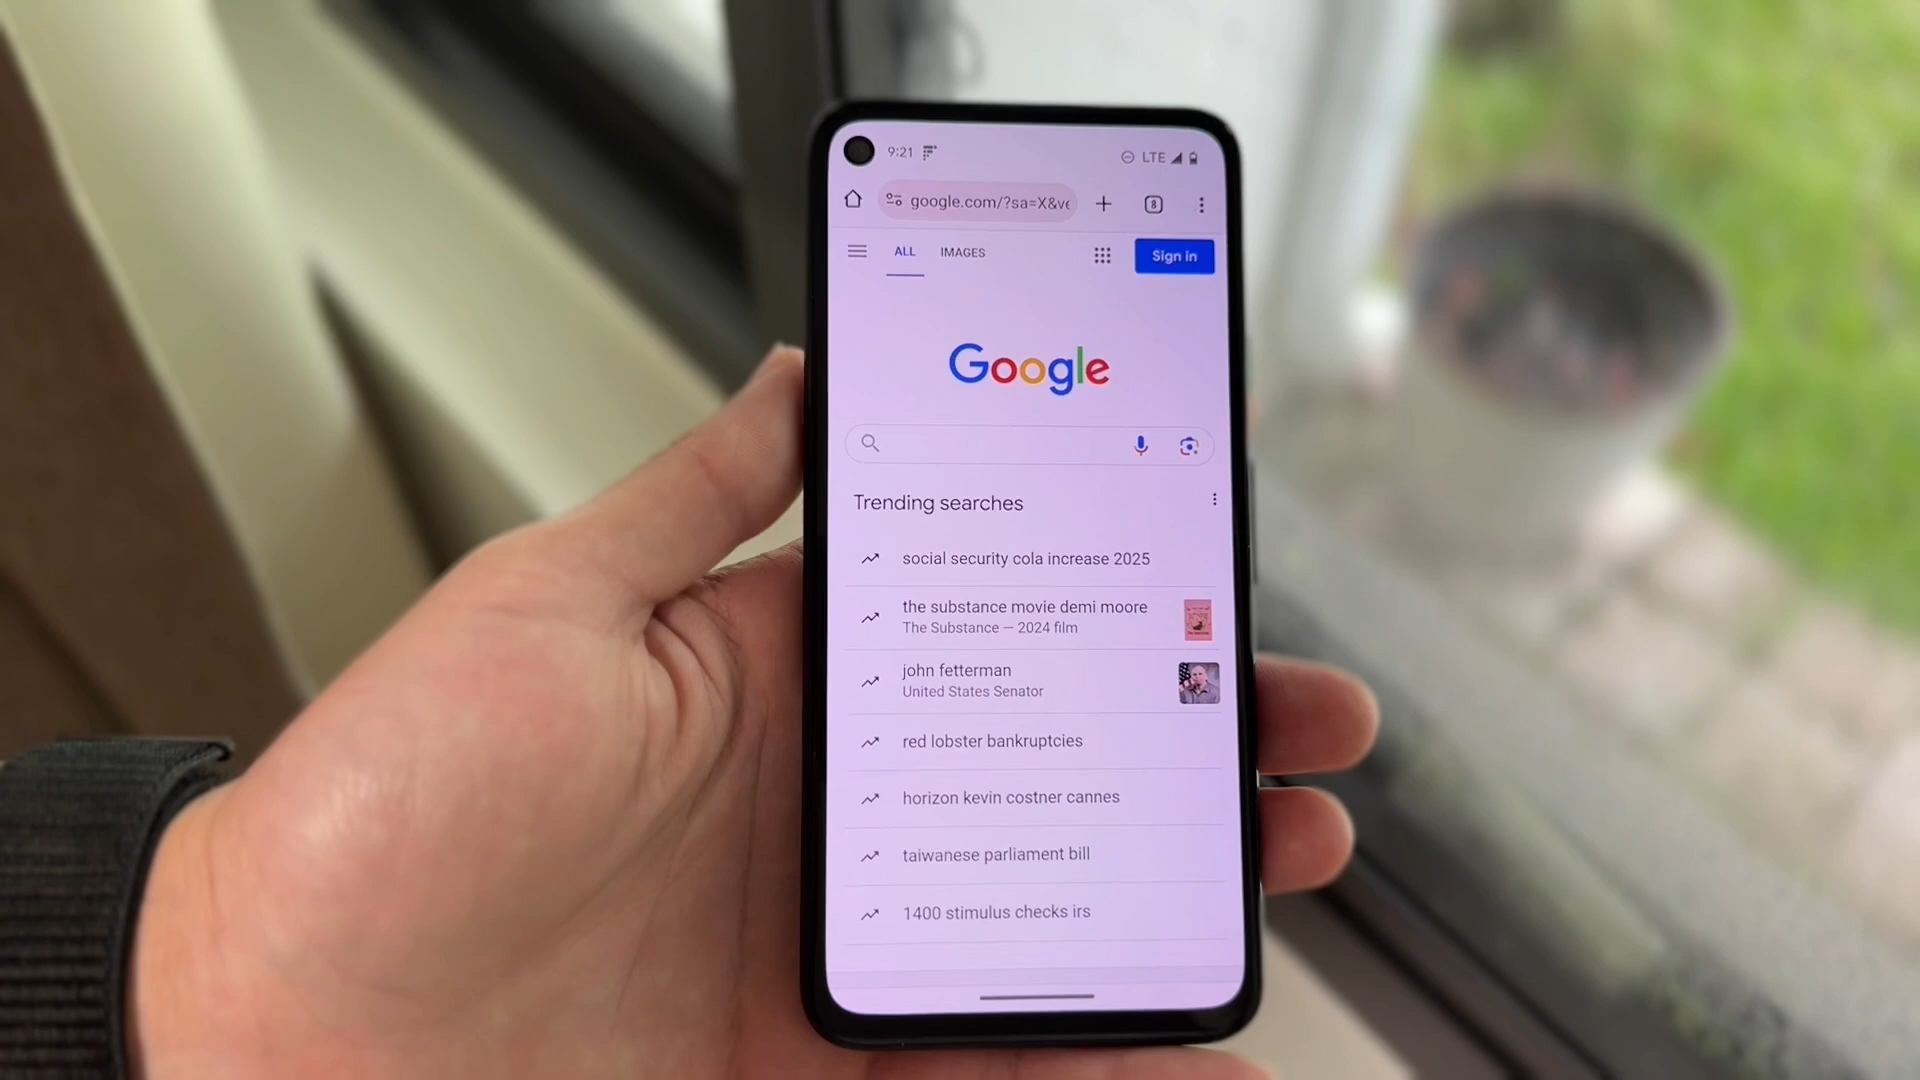 9:21
LTE
google.com/?sa=X&ve
8
ALL IMAGES
Sign in
Google
Trending searches
social security cola increase 2025
the substance movie demi moore
The Substance — 2024 film
john fetterman
United States Senator
red lobster bankruptcies
horizon kevin costner cannes
taiwanese parliament bill
1400 stimulus checks irs